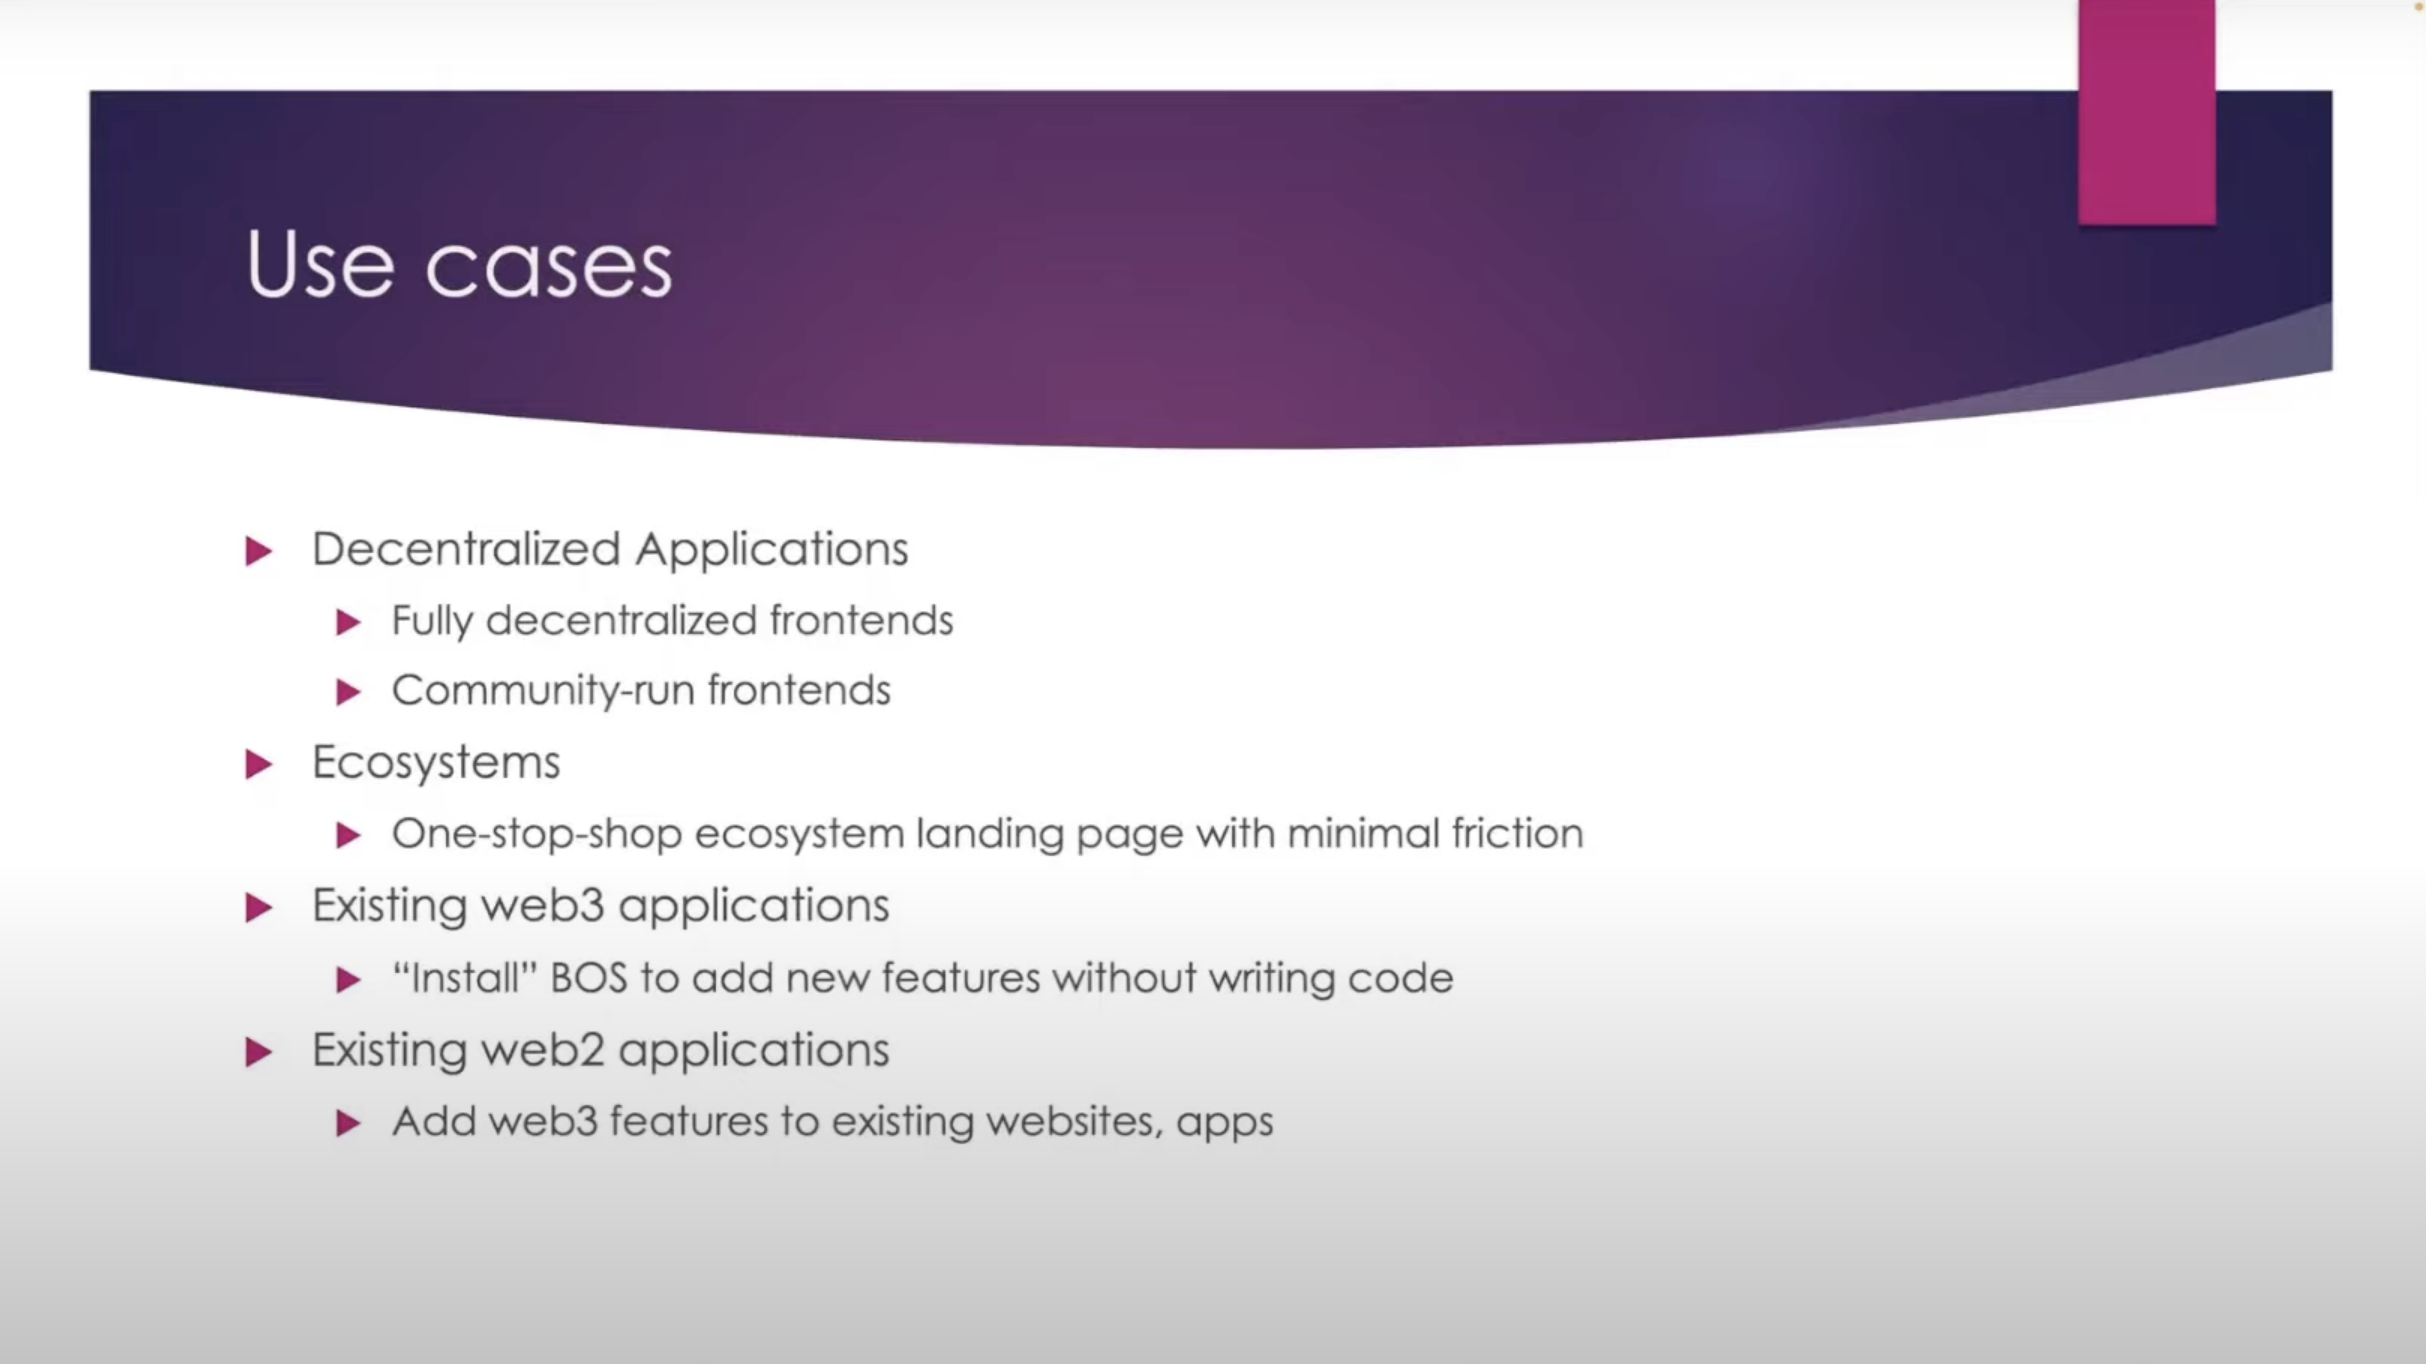 Use cases
Decentralized Applications
Fully decentralized frontends
Community-run frontends
Ecosystems
One-stop-shop ecosystem landing page with minimal friction
Existing web3 applications
“Install” BOS to add new features without writing code
Existing web2 applications
Add web3 features to existing websites, apps